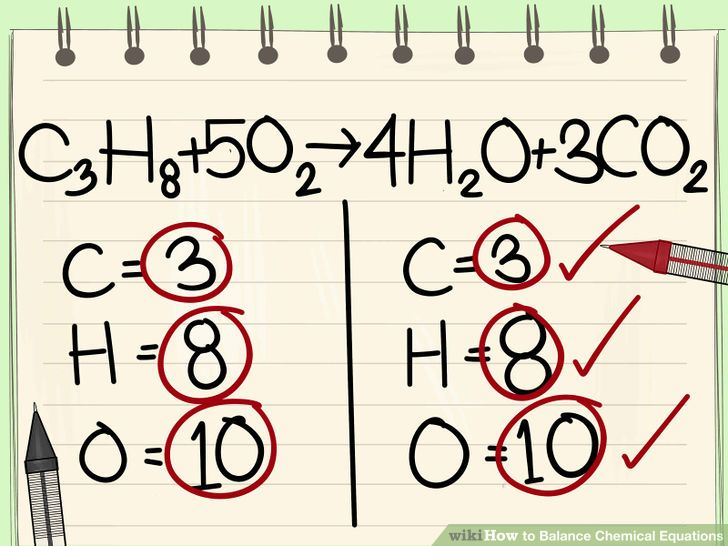 C₃H₈+5O₂→4H₂O+3CO₂
C=3 C=3 ✓
H=8 H=8 ✓
O=10 O=10 ✓
wikiHow to Balance Chemical Equations